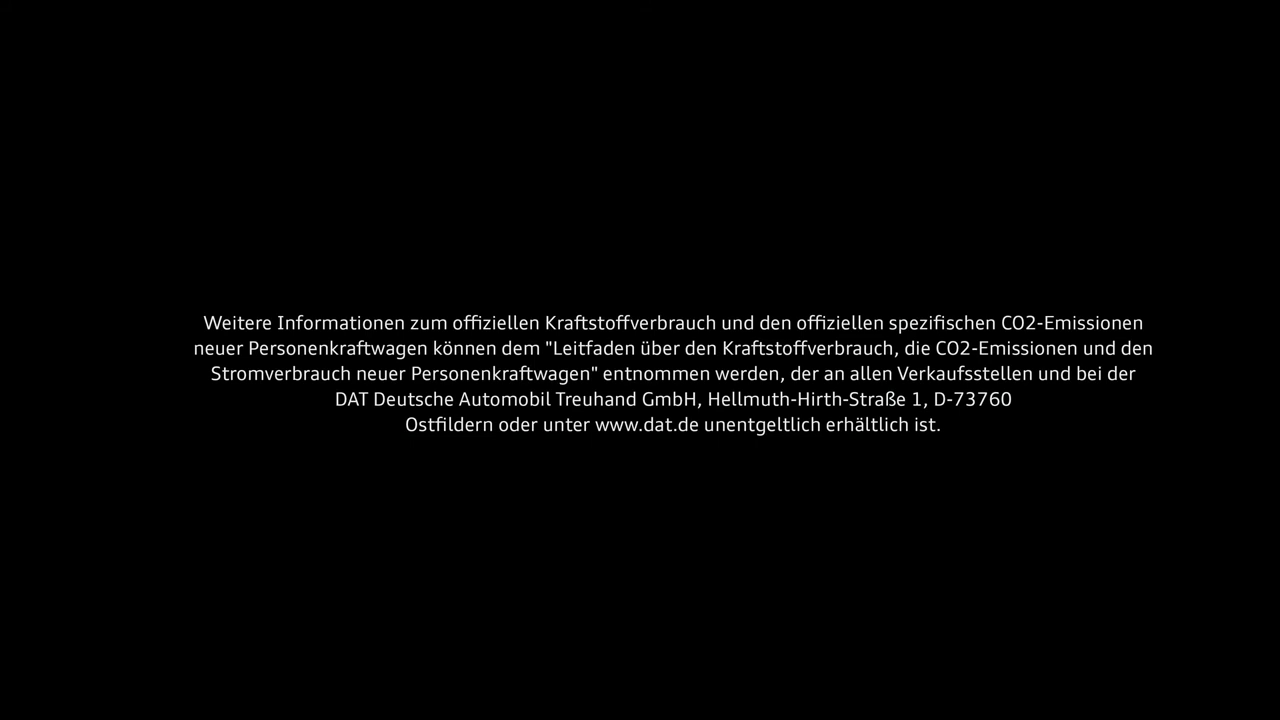 Weitere Informationen zum offiziellen Kraftstoffverbrauch und den offiziellen spezifischen CO2-Emissionen
neuer Personenkraftwagen können dem "Leitfaden über den Kraftstoffverbrauch, die CO2-Emissionen und den
Stromverbrauch neuer Personenkraftwagen" entnommen werden, der an allen Verkaufsstellen und bei der
DAT Deutsche Automobil Treuhand GmbH, Hellmuth-Hirth-Straße 1, D-73760
Ostfildern oder unter www.dat.de unentgeltlich erhältlich ist.